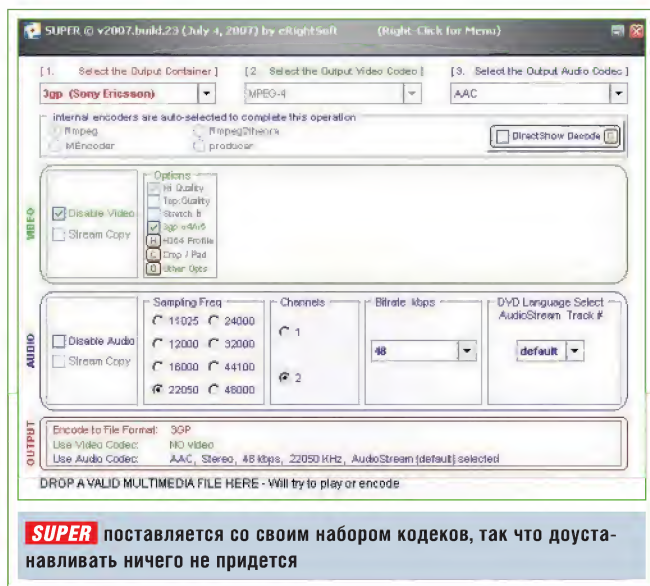 SUPER © v2007.build.23 (July 4, 2007) by eRightSoft (Right-Click for Menu)
[1. Select the Output Container] [2. Select the Output Video Codec] [3. Select the Output Audio Codec]
3gp (Sony Ericsson) MPEG-4 AAC
internal encoders are auto-selected to complete this operation
ffmpeg ffmpeg2theora
MEncoder producer
DirectShow Decode
VIDEO
Disable Video
Stream Copy
Options
Hi Quality
Top Quality
Stretch It
H H264 Profile
C Crop / Pad
O Other Opts
AUDIO
Disable Audio
Stream Copy
Sampling Freq
11025 24000
12000 32000
16000 44100
22050 48000
Channels
1
2
Bitrate kbps
48
DVD Language Select
AudioStream Track #
default
OUTPUT
Encode to File Format: 3GP
Use Video Codec: NO video
Use Audio Codec: AAC, Stereo, 48 kbps, 22050 KHz, AudioStream (default) selected
DROP A VALID MULTIMEDIA FILE HERE - Will try to play or encode
SUPER поставляется со своим набором кодеков, так что доуста-
навливать ничего не придется